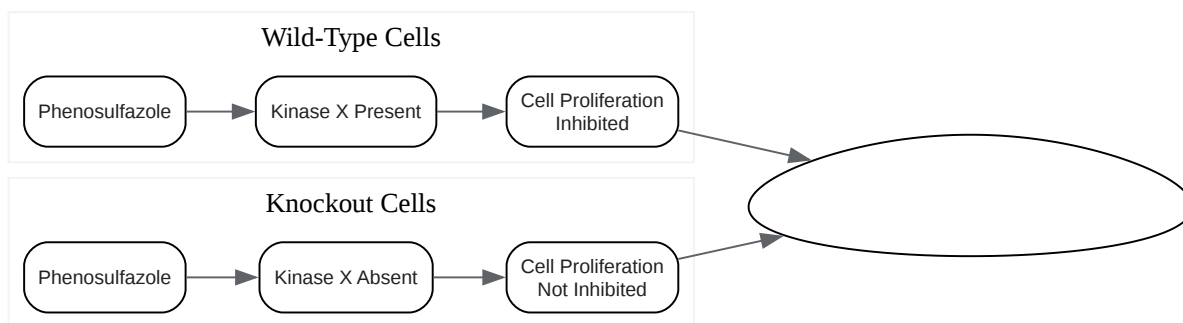 Wild-Type Cells
Phenosulfazole
Kinase X Present
Cell Proliferation
Inhibited
Knockout Cells
Phenosulfazole
Kinase X Absent
Cell Proliferation
Not Inhibited